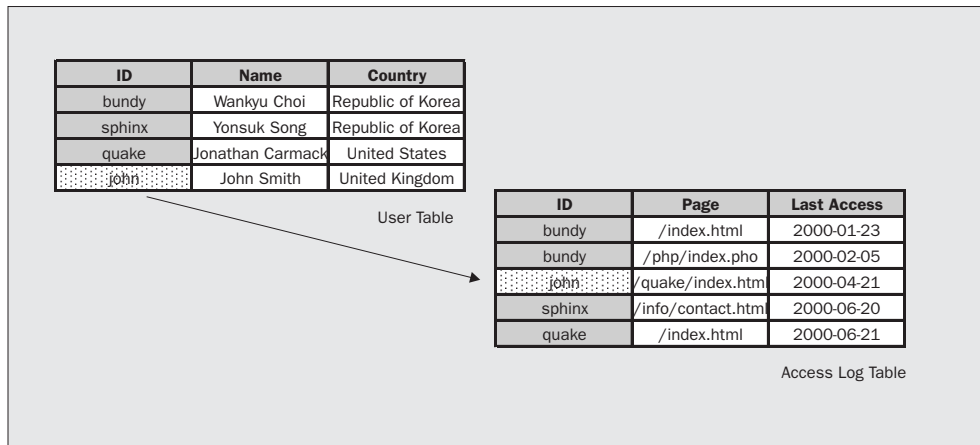 ID Name Country
bundy Wankyu Choi Republic of Korea
sphinx Yonsuk Song Republic of Korea
quake Jonathan Carmack United States
john John Smith United Kingdom
User Table
ID Page Last Access
bundy /index.html 2000-01-23
bundy /php/index.pho 2000-02-05
john /quake/index.html 2000-04-21
sphinx /info/contact.html 2000-06-20
quake /index.html 2000-06-21
Access Log Table